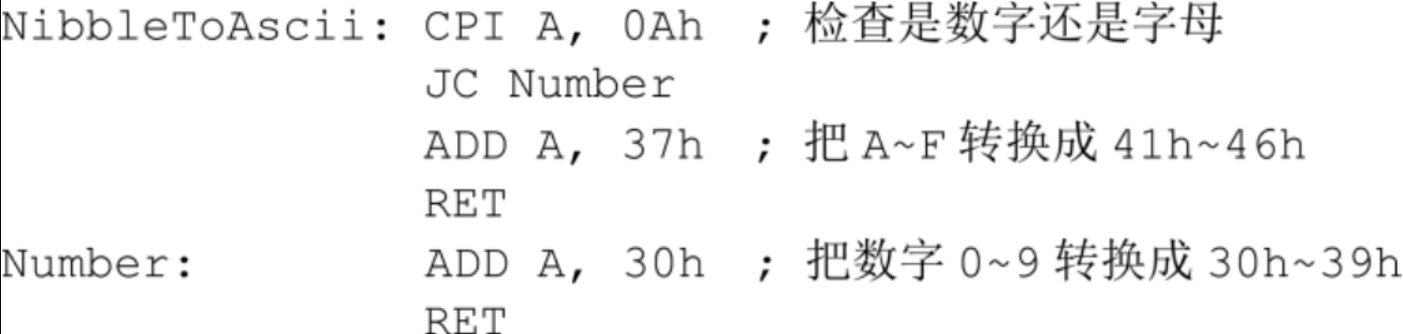 NibbleToAscii: CPI A, 0Ah ; 检查是数字还是字母
JC Number
ADD A, 37h ; 把 A~F 转换成 41h~46h
RET
Number: ADD A, 30h ; 把数字 0~9 转换成 30h~39h
RET